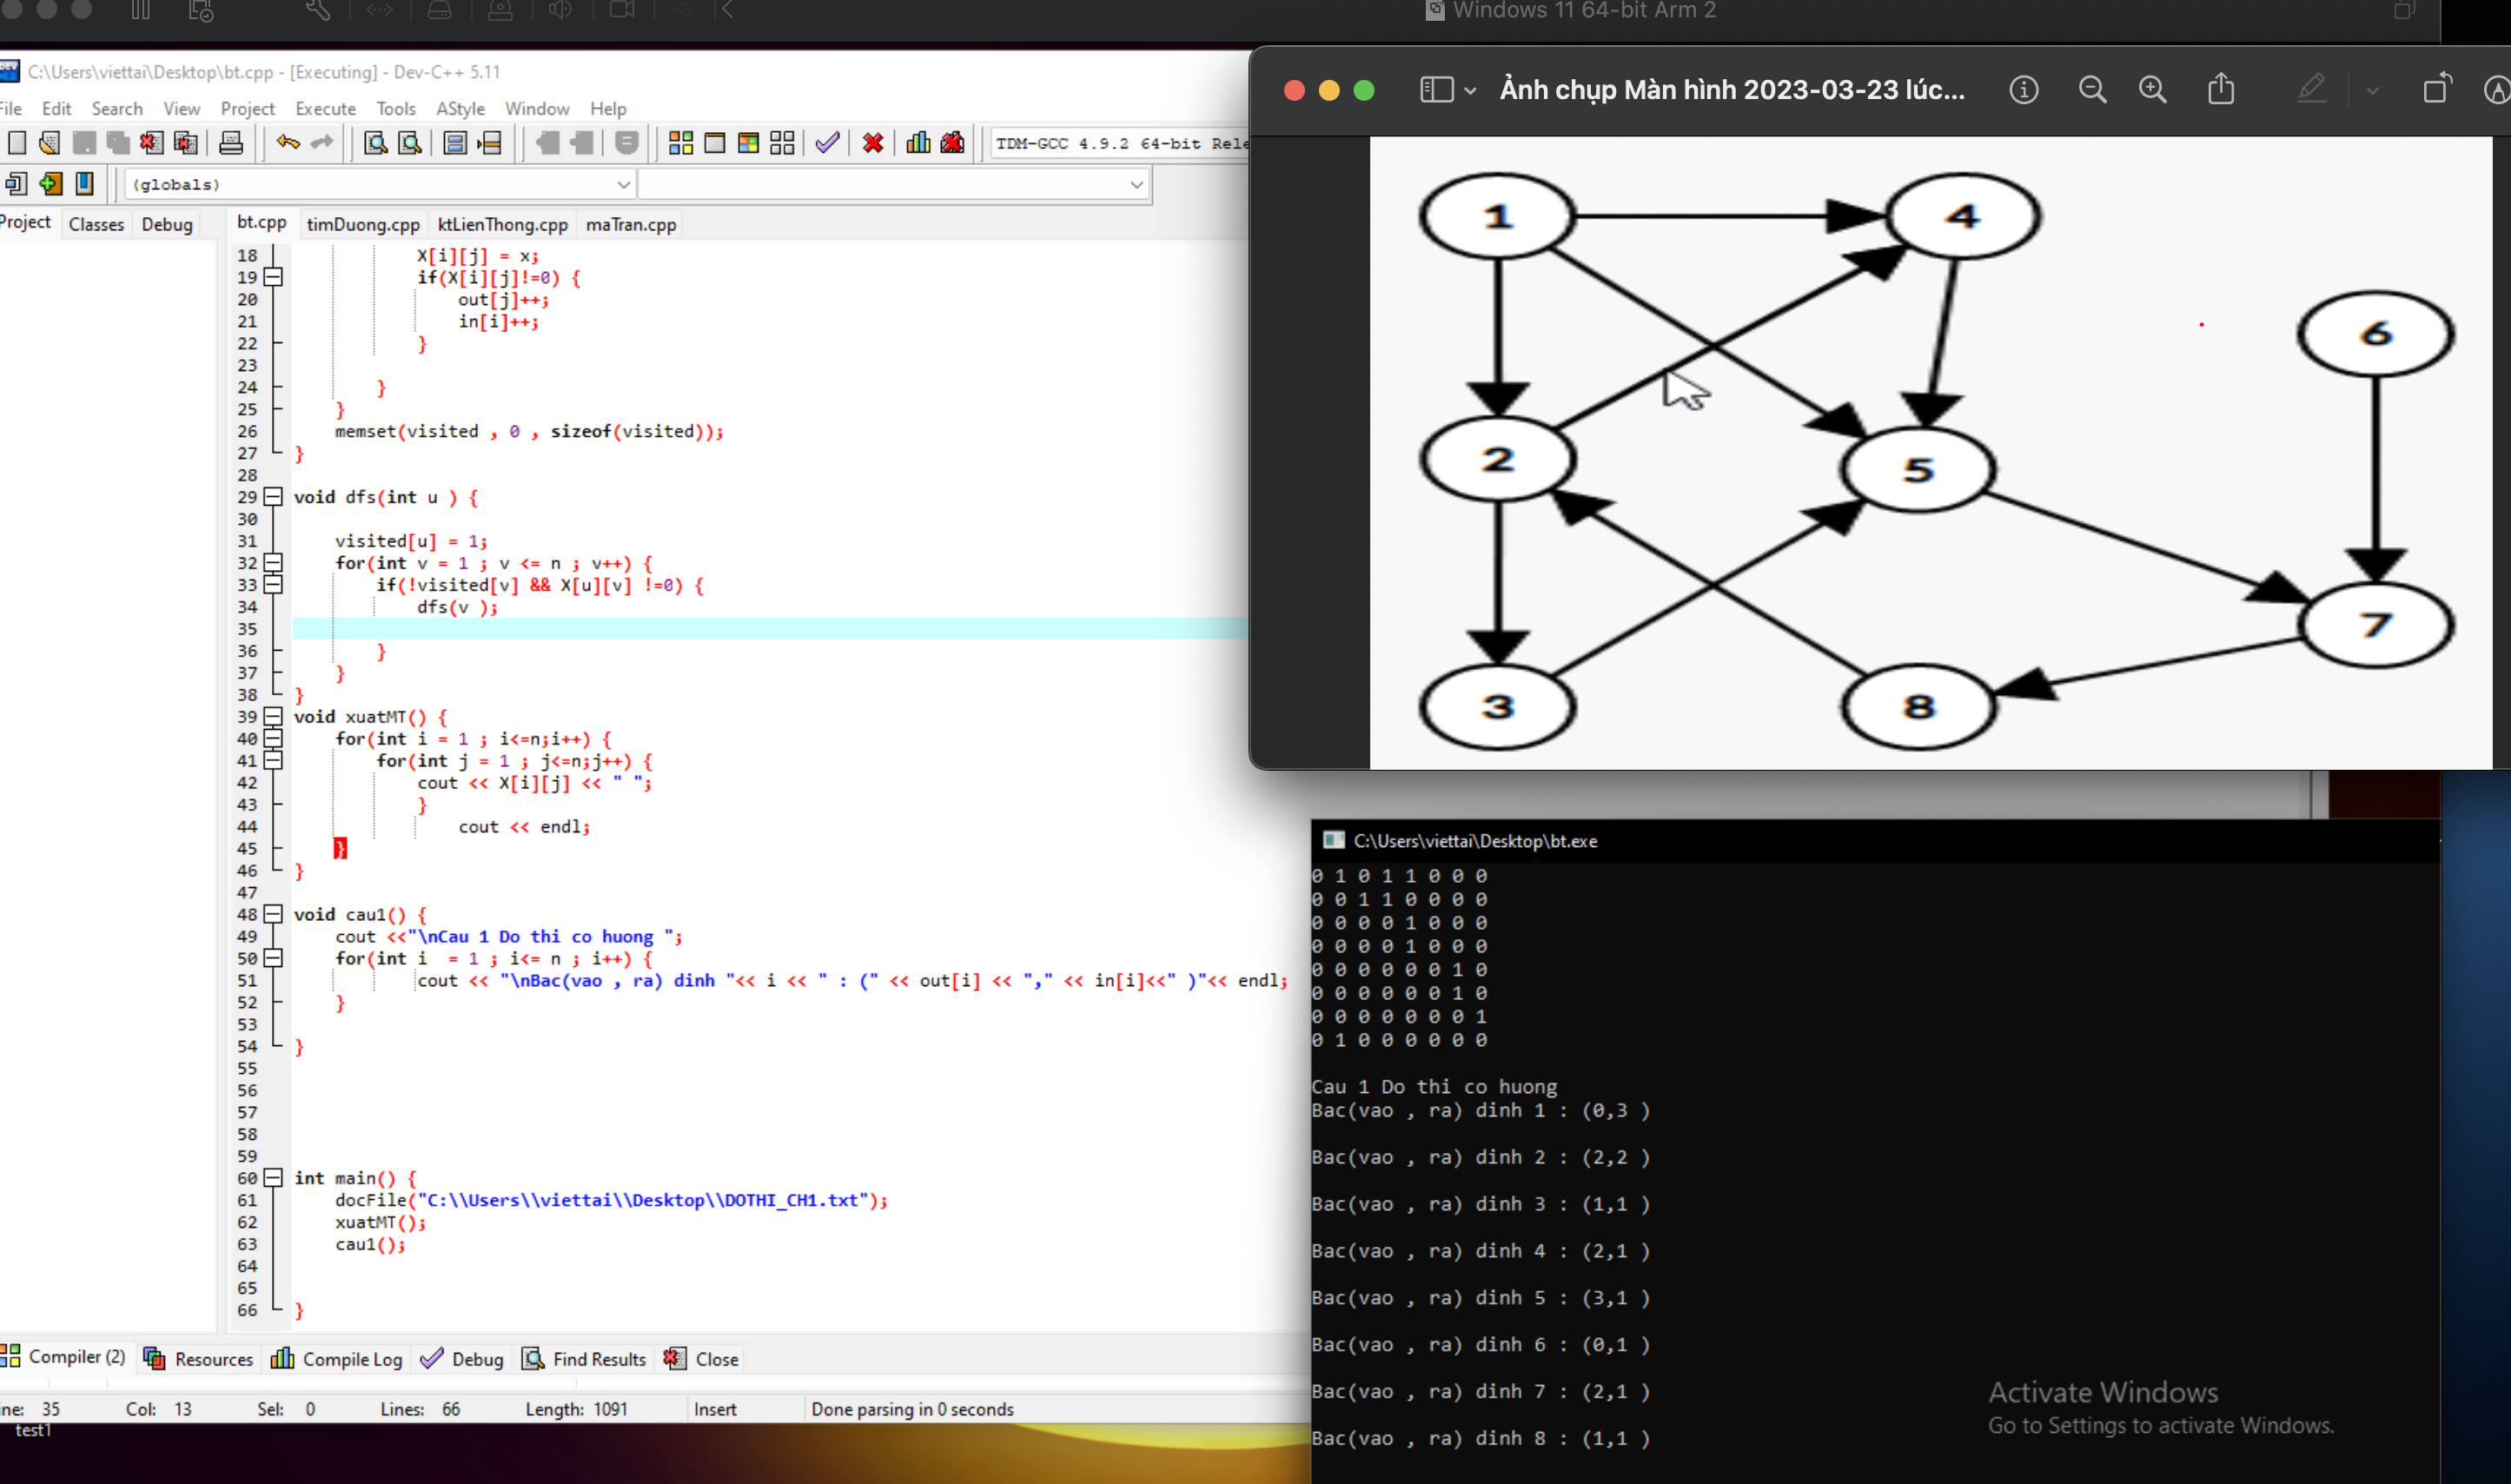 Windows 11 64-bit Arm 2
C:\Users\viettai\Desktop\bt.cpp - [Executing] - Dev-C++ 5.11
File Edit Search View Project Execute Tools AStyle Window Help
TDM-GCC 4.9.2 64-bit Rele
(globals)
Project Classes Debug
bt.cpp timDuong.cpp ktLienThong.cpp maTran.cpp
18 X[i][j] = x;
19 if(X[i][j]!=0) {
20 out[j]++;
21 in[i]++;
22 }
23
24 }
25 }
26 memset(visited , 0 , sizeof(visited));
27 }
28
29 void dfs(int u ) {
30
31 visited[u] = 1;
32 for(int v = 1 ; v <= n ; v++) {
33 if(!visited[v] && X[u][v] !=0) {
34 dfs(v );
35
36 }
37 }
38 }
39 void xuatMT() {
40 for(int i = 1 ; i<=n;i++) {
41 for(int j = 1 ; j<=n;j++) {
42 cout << X[i][j] << " ";
43 }
44 cout << endl;
45 }
46 }
47
48 void cau1() {
49 cout <<"\nCau 1 Do thi co huong ";
50 for(int i  = 1 ; i<= n ; i++) {
51 cout << "\nBac(vao , ra) dinh "<< i << " : (" << out[i] << "," << in[i]<<" )"<< endl;
52 }
53
54 }
55
56
57
58
59
60 int main() {
61 docFile("C:\\Users\\viettai\\Desktop\\DOTHI_CH1.txt");
62 xuatMT();
63 cau1();
64
65
66 }
Compiler (2) Resources Compile Log Debug Find Results Close
ine: 35 Col: 13 Sel: 0 Lines: 66 Length: 1091 Insert Done parsing in 0 seconds
test1
Ảnh chụp Màn hình 2023-03-23 lúc...
1
4
6
2
5
7
3
8
C:\Users\viettai\Desktop\bt.exe
0 1 0 1 1 0 0 0
0 0 1 1 0 0 0 0
0 0 0 0 1 0 0 0
0 0 0 0 1 0 0 0
0 0 0 0 0 0 1 0
0 0 0 0 0 0 1 0
0 0 0 0 0 0 0 1
0 1 0 0 0 0 0 0
Cau 1 Do thi co huong
Bac(vao , ra) dinh 1 : (0,3 )
Bac(vao , ra) dinh 2 : (2,2 )
Bac(vao , ra) dinh 3 : (1,1 )
Bac(vao , ra) dinh 4 : (2,1 )
Bac(vao , ra) dinh 5 : (3,1 )
Bac(vao , ra) dinh 6 : (0,1 )
Bac(vao , ra) dinh 7 : (2,1 )
Bac(vao , ra) dinh 8 : (1,1 )
Activate Windows
Go to Settings to activate Windows.